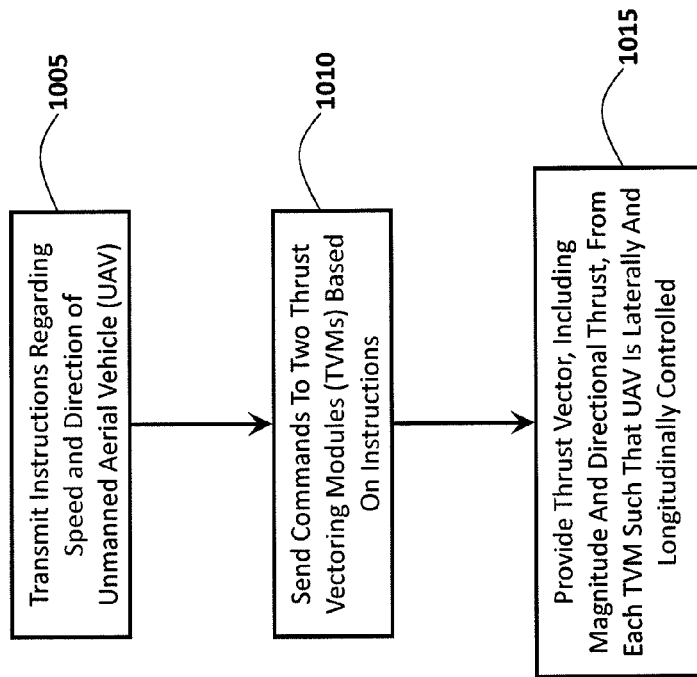 Transmit Instructions Regarding
Speed and Direction of
Unmanned Aerial Vehicle (UAV)
1005
Send Commands To Two Thrust
Vectoring Modules (TVMs) Based
On Instructions
1010
Provide Thrust Vector, Including
Magnitude And Directional Thrust, From
Each TVM Such That UAV Is Laterally And
Longitudinally Controlled
1015